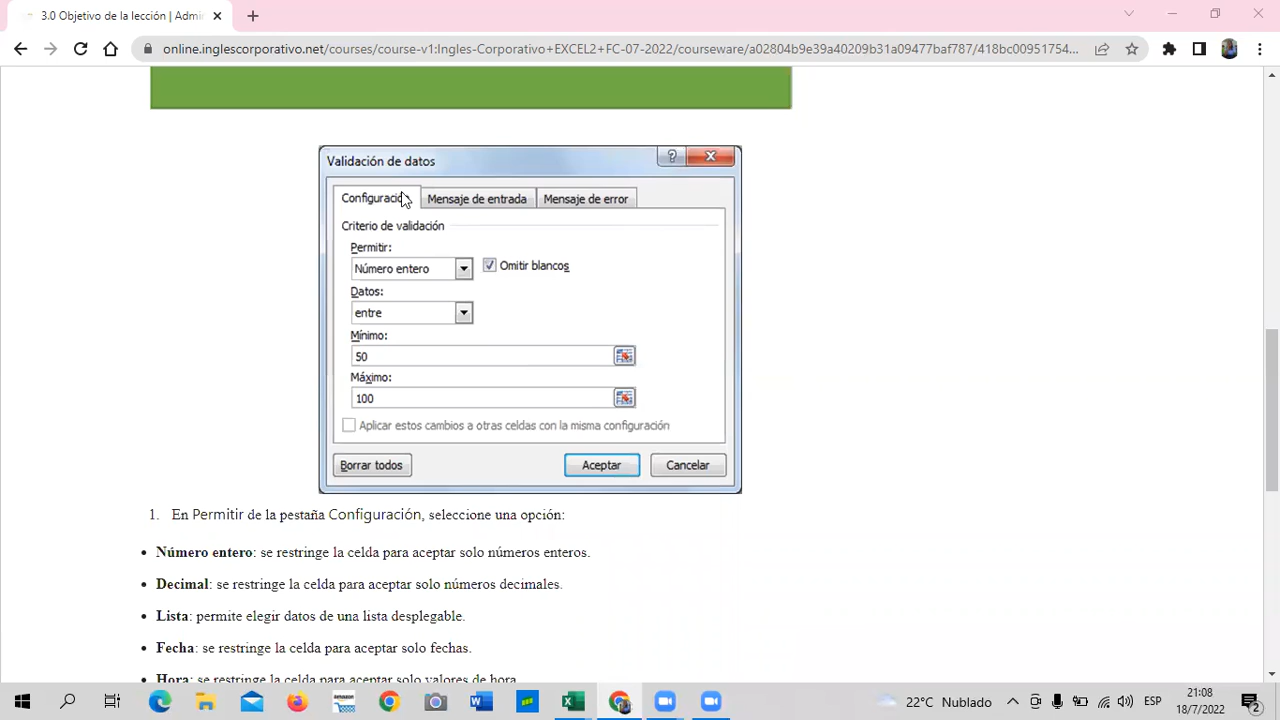 3.0 Objetivo de la lección | Admin
online.inglescorporativo.net/courses/course-v1:Ingles-Corporativo+EXCEL2+FC-07-2022/courseware/a02804b9e39a40209b31a09477baf787/418bc00951754...
Validación de datos
Configuración
Mensaje de entrada
Mensaje de error
Criterio de validación
Permitir:
Número entero
Omitir blancos
Datos:
entre
Mínimo:
50
Máximo:
100
Aplicar estos cambios a otras celdas con la misma configuración
Borrar todos
Aceptar
Cancelar
1. En Permitir de la pestaña Configuración, seleccione una opción:
• Número entero: se restringe la celda para aceptar solo números enteros.
• Decimal: se restringe la celda para aceptar solo números decimales.
• Lista: permite elegir datos de una lista desplegable.
• Fecha: se restringe la celda para aceptar solo fechas.
• Hora: se restringe la celda para aceptar solo valores de hora.
22°C Nublado
ESP
21:08
18/7/2022
2